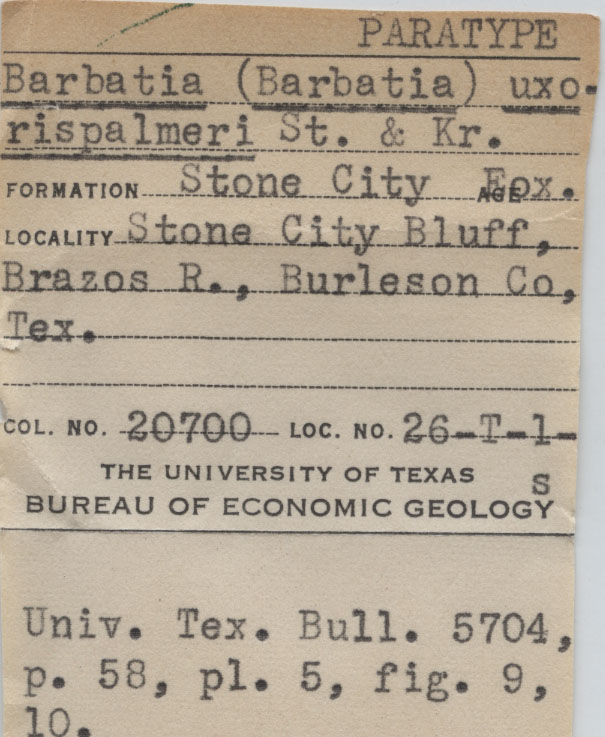 PARATYPE
Barbatia (Barbatia) uxo-
rispalmeri St. & Kr.
FORMATION Stone City AGE Eox.
LOCALITY Stone City Bluff,
Brazos R., Burleson Co,
Tex.
COL. NO. 20700 LOC. NO. 26-T-1-
THE UNIVERSITY OF TEXAS S
BUREAU OF ECONOMIC GEOLOGY
Univ. Tex. Bull. 5704,
p. 58, pl. 5, fig. 9,
10.